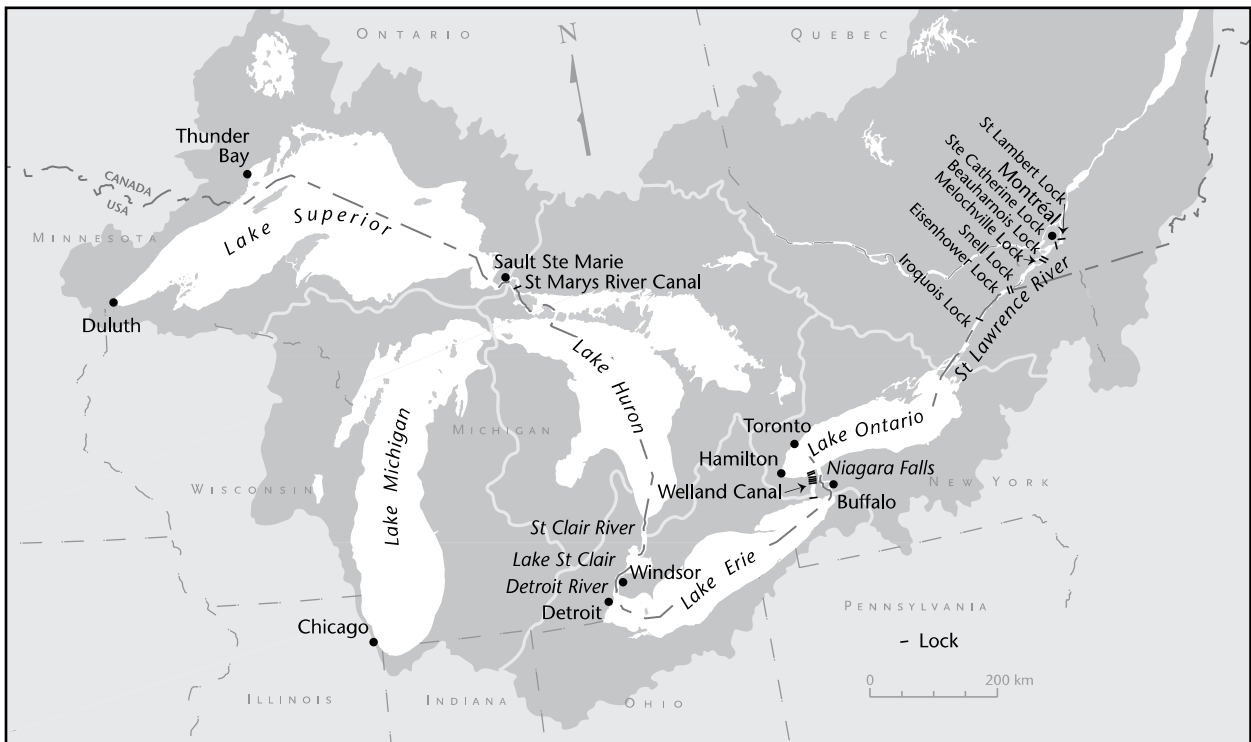 ONTARIO
N
QUEBEC
Thunder
Bay
CANADA
USA
MINNESOTA
Lake Superior
Duluth
Sault Ste Marie
St Marys River Canal
St Lambert Lock
Montréal
Ste Catherine Lock
Beauharnois Lock
Melochville Lock
Snell Lock
Eisenhower Lock
Iroquois Lock
St Lawrence River
Lake Huron
Lake Michigan
MICHIGAN
WISCONSIN
Toronto
Lake Ontario
Hamilton
Niagara Falls
Welland Canal
Buffalo
NEW YORK
St Clair River
Lake St Clair
Windsor
Detroit River
Detroit
Lake Erie
PENNSYLVANIA
Chicago
Lock
0 200 km
ILLINOIS
INDIANA
OHIO